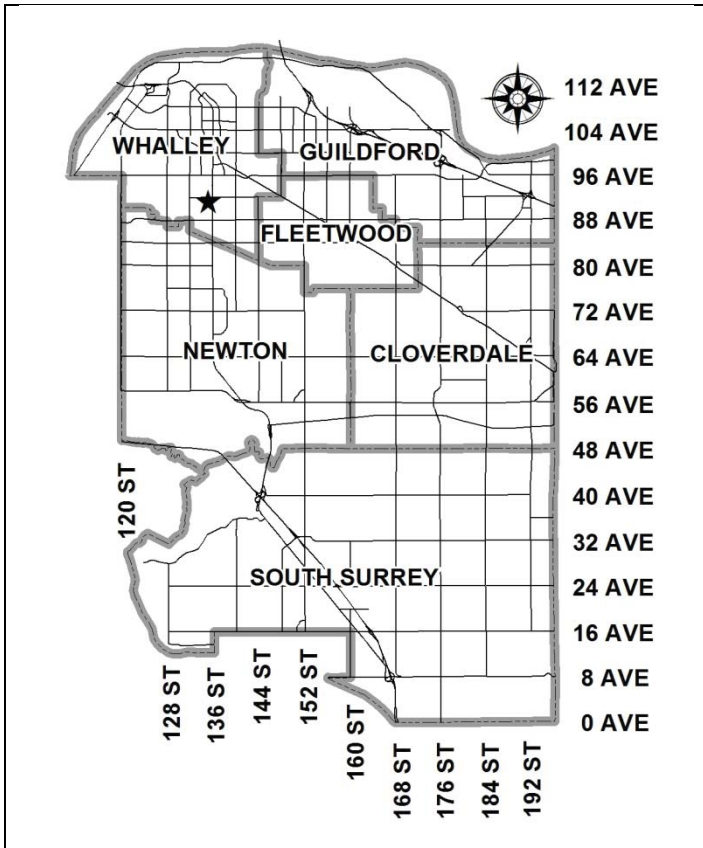 112 AVE
104 AVE
WHALLEY
GUILDFORD
96 AVE
88 AVE
FLEETWOOD
80 AVE
72 AVE
NEWTON
CLOVERDALE
64 AVE
56 AVE
48 AVE
120 ST
40 AVE
32 AVE
SOUTH SURREY
24 AVE
16 AVE
128 ST
136 ST
144 ST
152 ST
160 ST
8 AVE
0 AVE
168 ST
176 ST
184 ST
192 ST